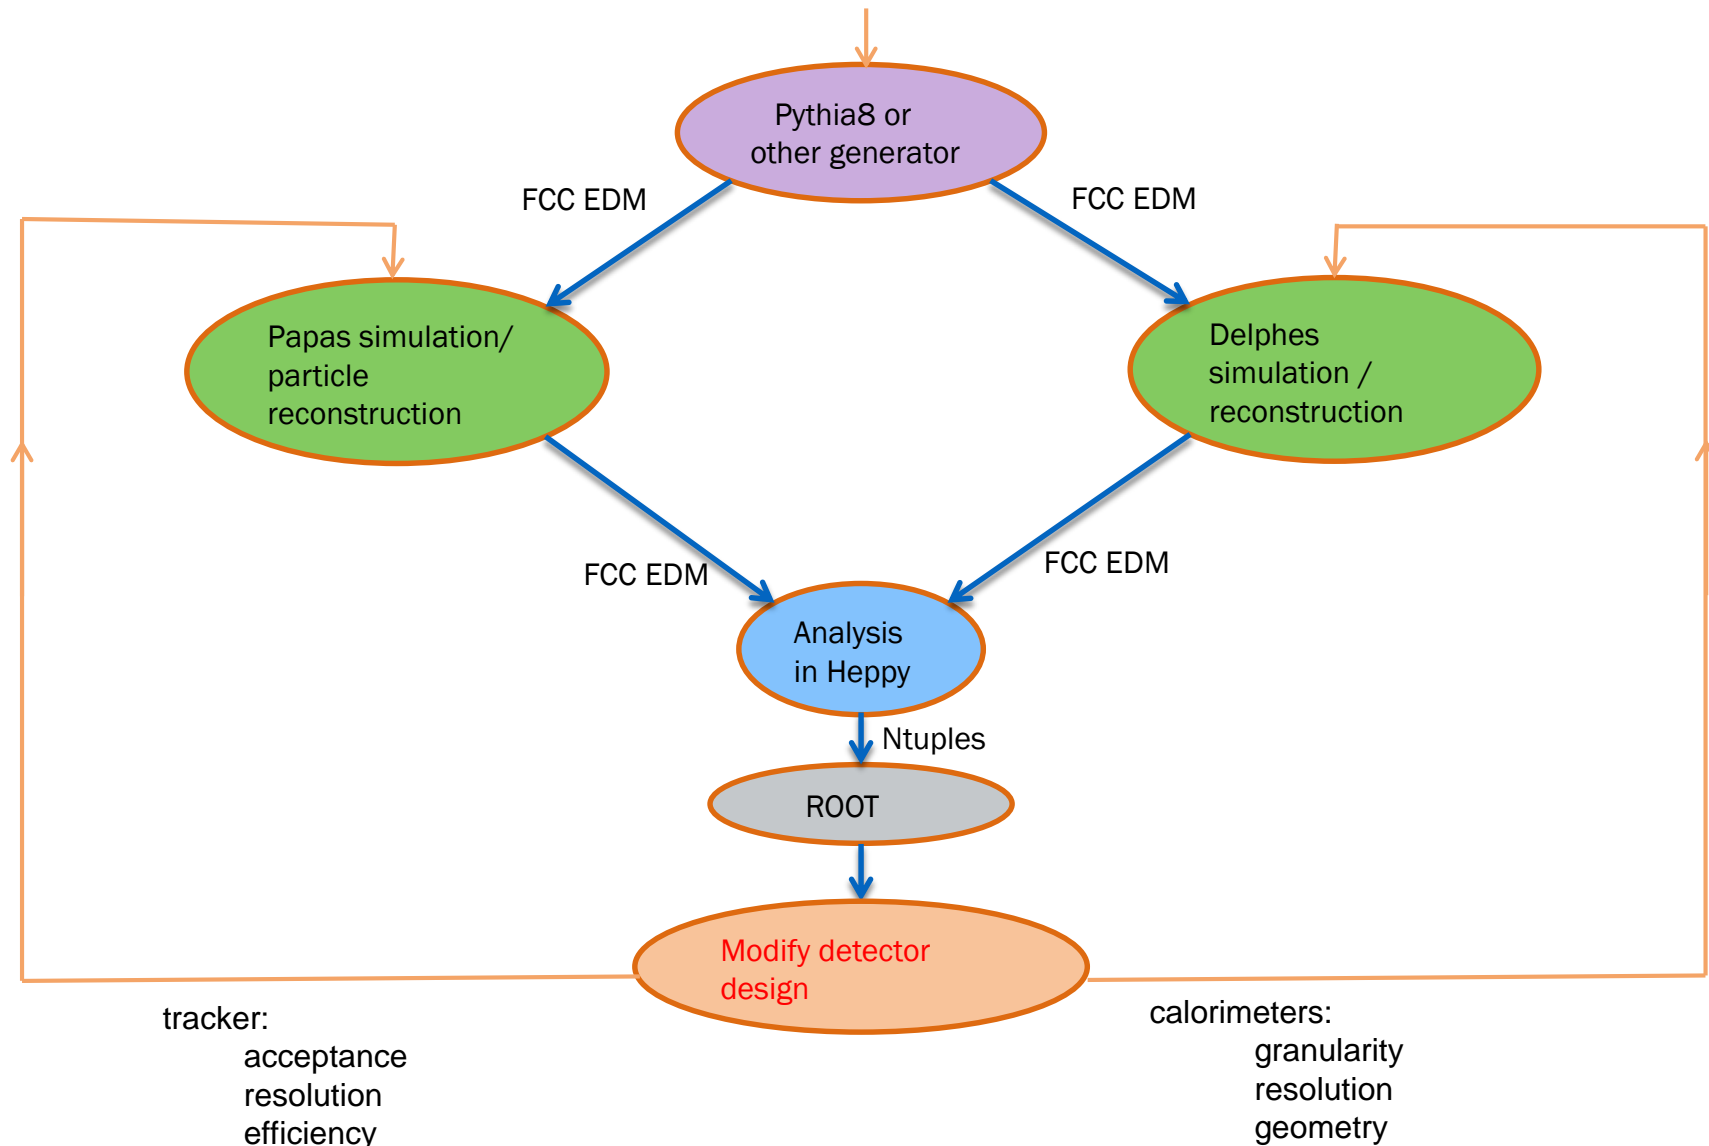 Pythia8 or
other generator
FCC EDM
FCC EDM
Papas simulation/
particle
reconstruction
Delphes
simulation /
reconstruction
FCC EDM
FCC EDM
Analysis
in Heppy
Ntuples
ROOT
Modify detector
design
tracker:
acceptance
resolution
efficiency
calorimeters:
granularity
resolution
geometry